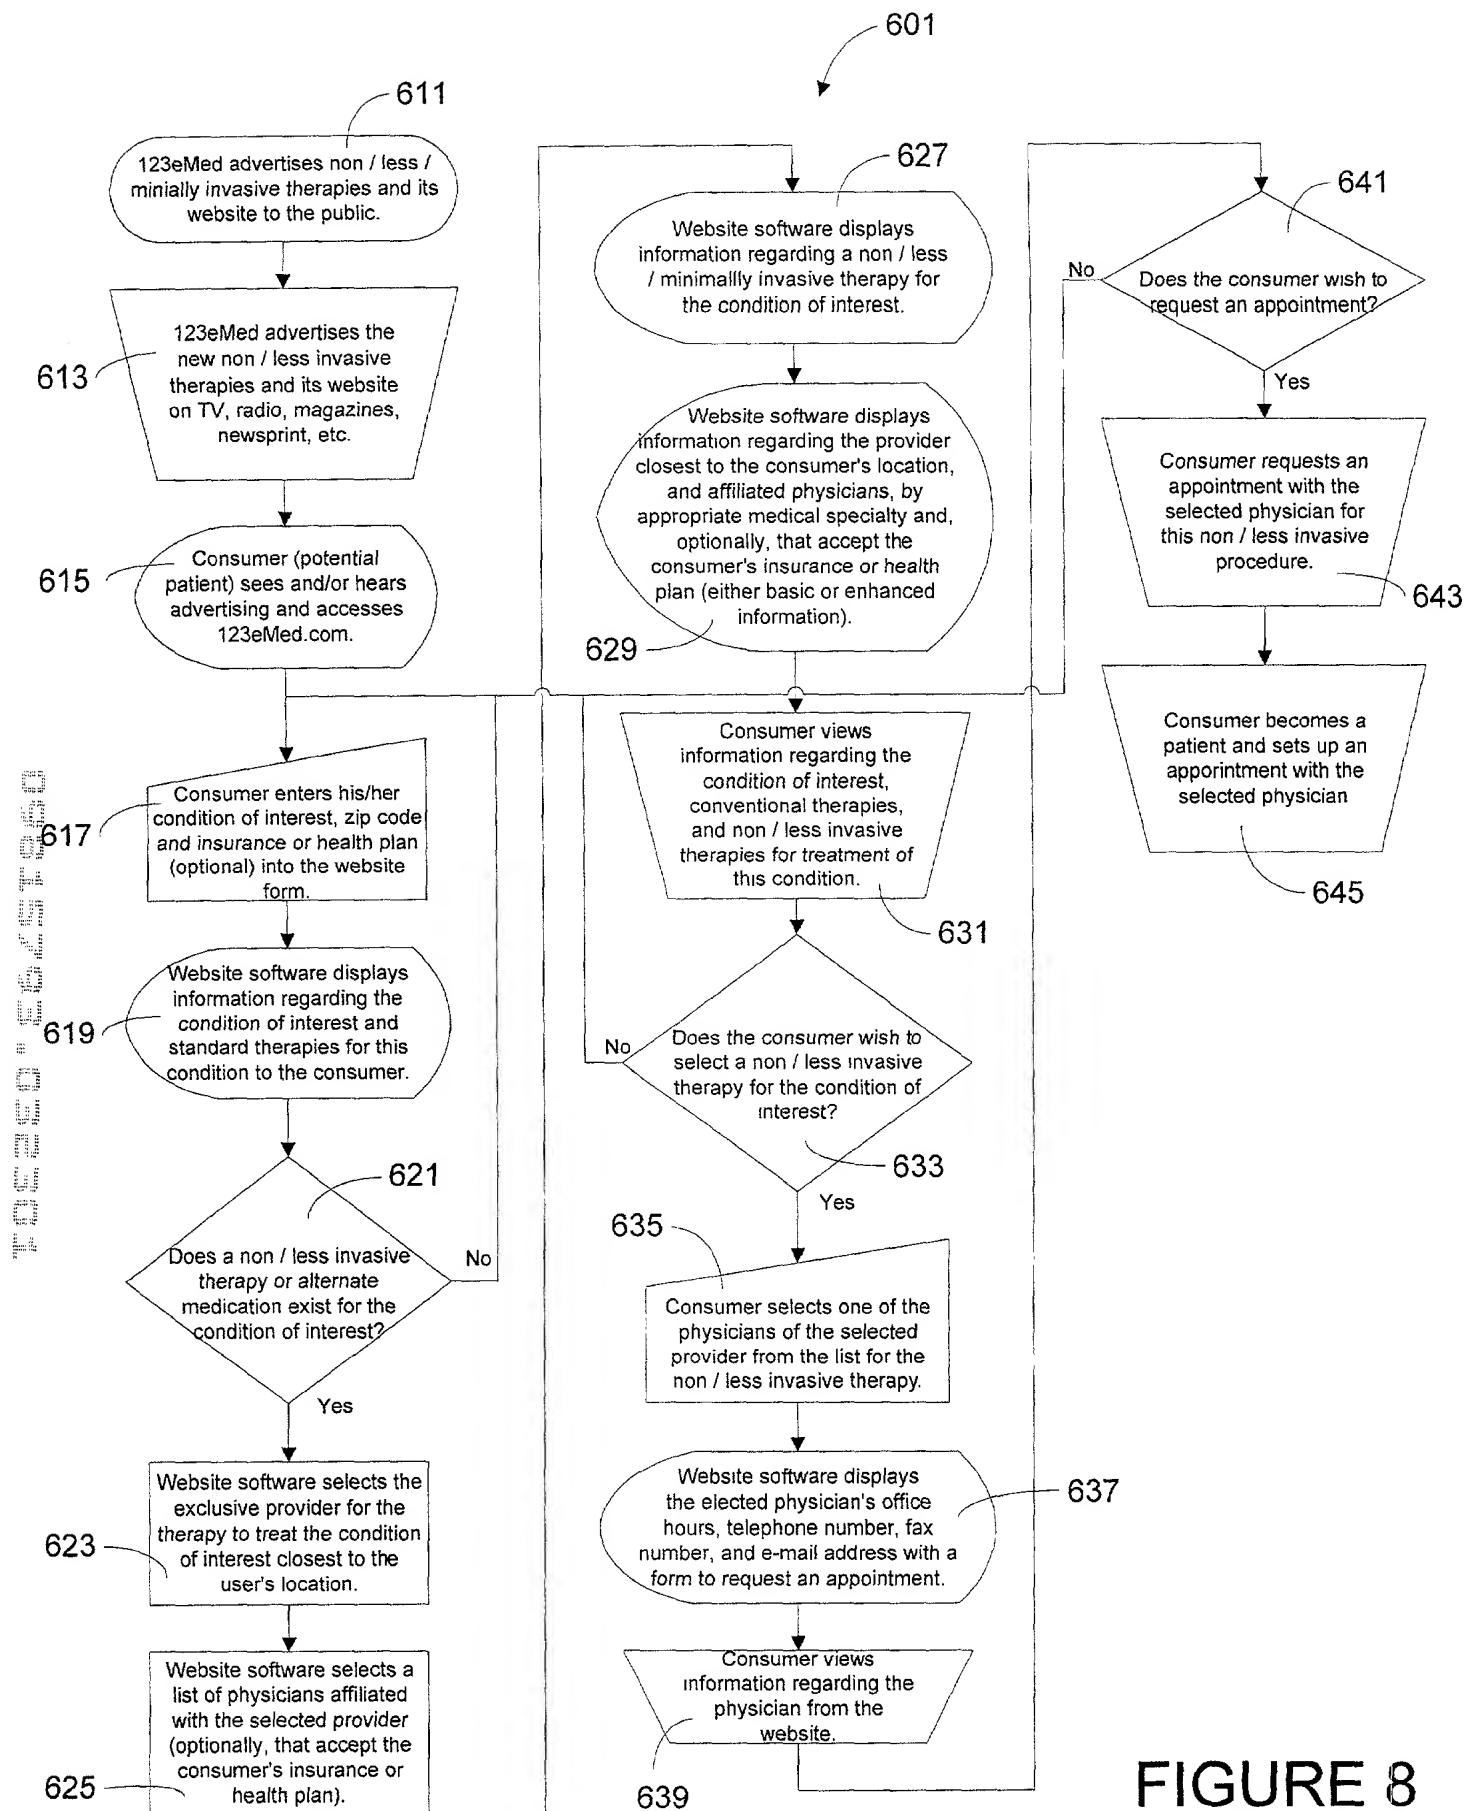 601
611
123eMed advertises non / less /
minially invasive therapies and its
website to the public.
613
123eMed advertises the
new non / less invasive
therapies and its website
on TV, radio, magazines,
newsprint, etc.
615
Consumer (potential
patient) sees and/or hears
advertising and accesses
123eMed.com.
617
Consumer enters his/her
condition of interest, zip code
and insurance or health plan
(optional) into the website
form.
619
Website software displays
information regarding the
condition of interest and
standard therapies for this
condition to the consumer.
621
Does a non / less invasive
therapy or alternate
medication exist for the
condition of interest?
No
Yes
623
Website software selects the
exclusive provider for the
therapy to treat the condition
of interest closest to the
user's location.
625
Website software selects a
list of physicians affiliated
with the selected provider
(optionally, that accept the
consumer's insurance or
health plan).
627
Website software displays
information regarding a non / less
/ minimallly invasive therapy for
the condition of interest.
629
Website software displays
information regarding the provider
closest to the consumer's location,
and affiliated physicians, by
appropriate medical specialty and,
optionally, that accept the
consumer's insurance or health
plan (either basic or enhanced
information).
631
Consumer views
information regarding the
condition of interest,
conventional therapies,
and non / less invasive
therapies for treatment of
this condition.
633
Does the consumer wish to
select a non / less invasive
therapy for the condition of
interest?
No
Yes
635
Consumer selects one of the
physicians of the selected
provider from the list for the
non / less invasive therapy.
637
Website software displays
the elected physician's office
hours, telephone number, fax
number, and e-mail address with a
form to request an appointment.
639
Consumer views
information regarding the
physician from the
website.
641
Does the consumer wish to
request an appointment?
No
Yes
643
Consumer requests an
appointment with the
selected physician for
this non / less invasive
procedure.
645
Consumer becomes a
patient and sets up an
apporintment with the
selected physician
FIGURE 8